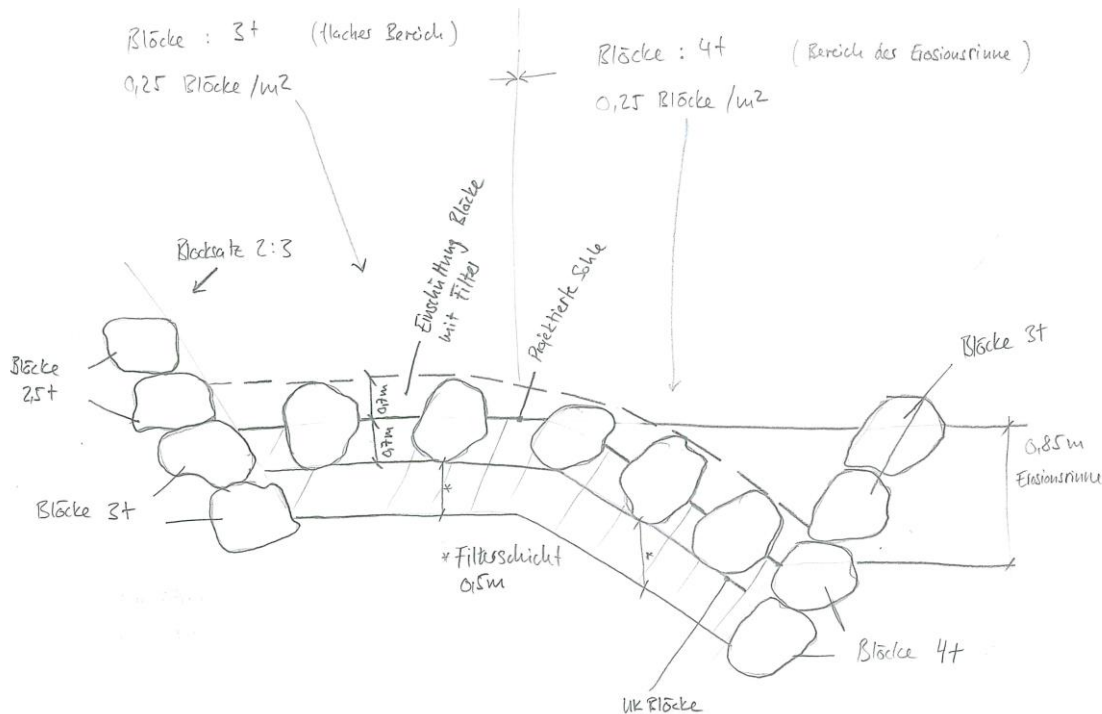 Blöcke : 3t (flaches Bereich)
0,25 Blöcke/m²
Blöcke : 4t (Bereich des Erosionsrinne)
0,25 Blöcke/m²
Blocksatz 2:3
Einschüttung Blöcke
mit Filter
Projektierte Sohle
Blöcke 3t
Blöcke
2,5t
0,7m
0,7m
0,85m
Erosionsrinne
Blöcke 3t
*
* Filterschicht
0,5m
*
Blöcke 4t
UK Blöcke